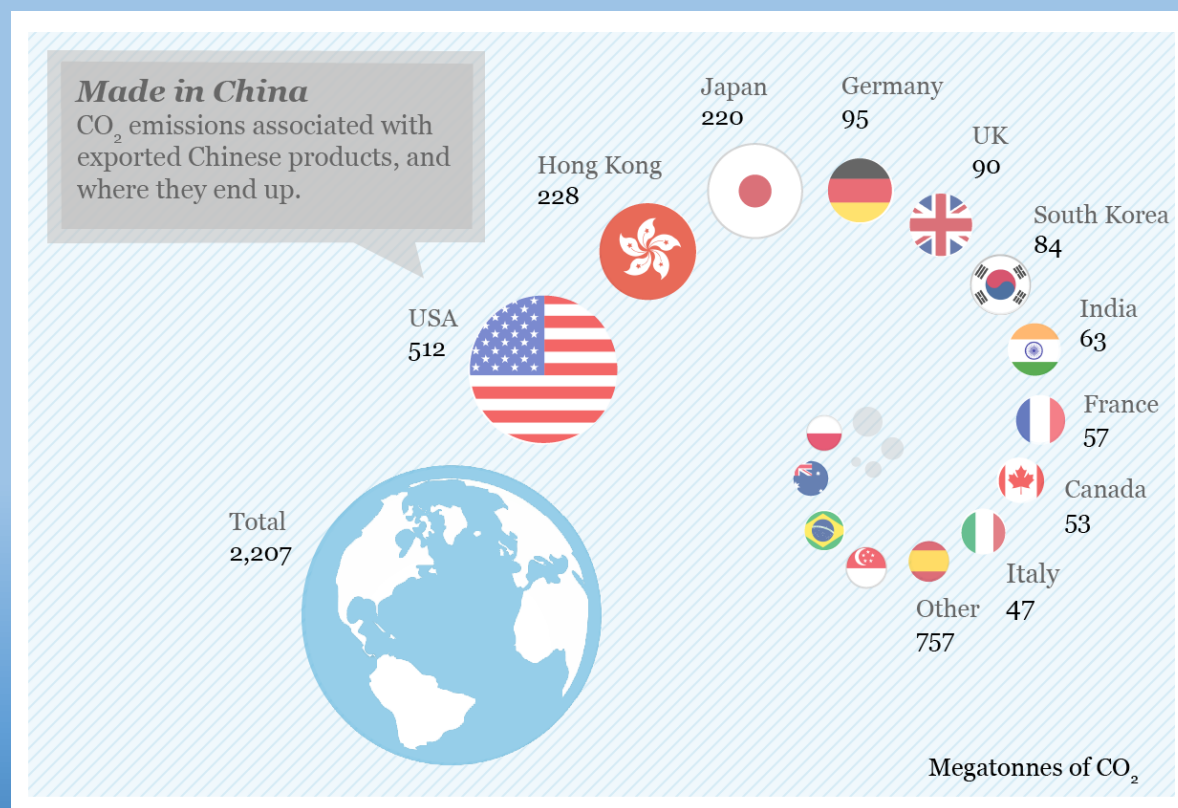 Made in China
CO₂ emissions associated with
exported Chinese products, and
where they end up.
Japan
220
Germany
95
UK
90
Hong Kong
228
South Korea
84
USA
512
India
63
France
57
Canada
53
Total
2,207
Italy
47
Other
757
Megatonnes of CO₂